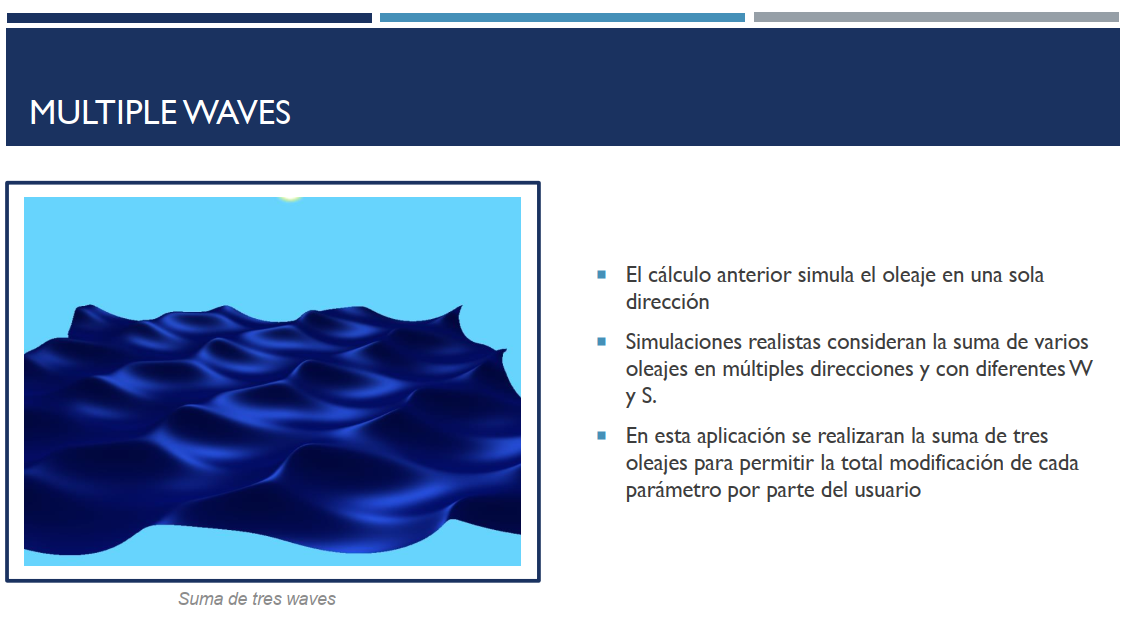 MULTIPLE WAVES
El cálculo anterior simula el oleaje en una sola
dirección
Simulaciones realistas consideran la suma de varios
oleajes en múltiples direcciones y con diferentes W
y S.
En esta aplicación se realizaran la suma de tres
oleajes para permitir la total modificación de cada
parámetro por parte del usuario
Suma de tres waves